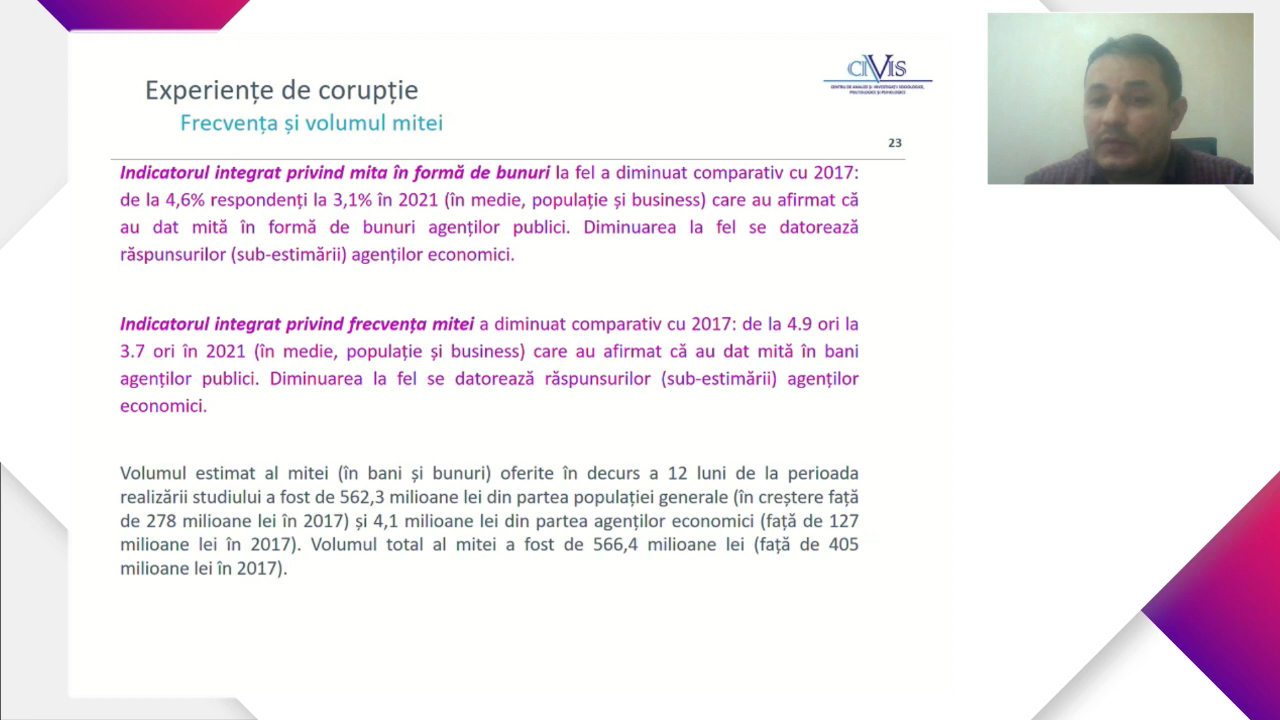 Experiențe de corupție
Frecvența și volumul mitei
CIVIS
CENTRU DE ANALIZE ȘI INVESTIGAȚII SOCIOLOGICE,
POLITOLOGICE ȘI PSIHOLOGICE
23
Indicatorul integrat privind mita în formă de bunuri la fel a diminuat comparativ cu 2017:
de la 4,6% respondenți la 3,1% în 2021 (în medie, populație și business) care au afirmat că
au dat mită în formă de bunuri agenților publici. Diminuarea la fel se datorează
răspunsurilor (sub-estimării) agenților economici.
Indicatorul integrat privind frecvența mitei a diminuat comparativ cu 2017: de la 4.9 ori la
3.7 ori în 2021 (în medie, populație și business) care au afirmat că au dat mită în bani
agenților publici. Diminuarea la fel se datorează răspunsurilor (sub-estimării) agenților
economici.
Volumul estimat al mitei (în bani și bunuri) oferite în decurs a 12 luni de la perioada
realizării studiului a fost de 562,3 milioane lei din partea populației generale (în creștere față
de 278 milioane lei în 2017) și 4,1 milioane lei din partea agenților economici (față de 127
milioane lei în 2017). Volumul total al mitei a fost de 566,4 milioane lei (față de 405
milioane lei în 2017).